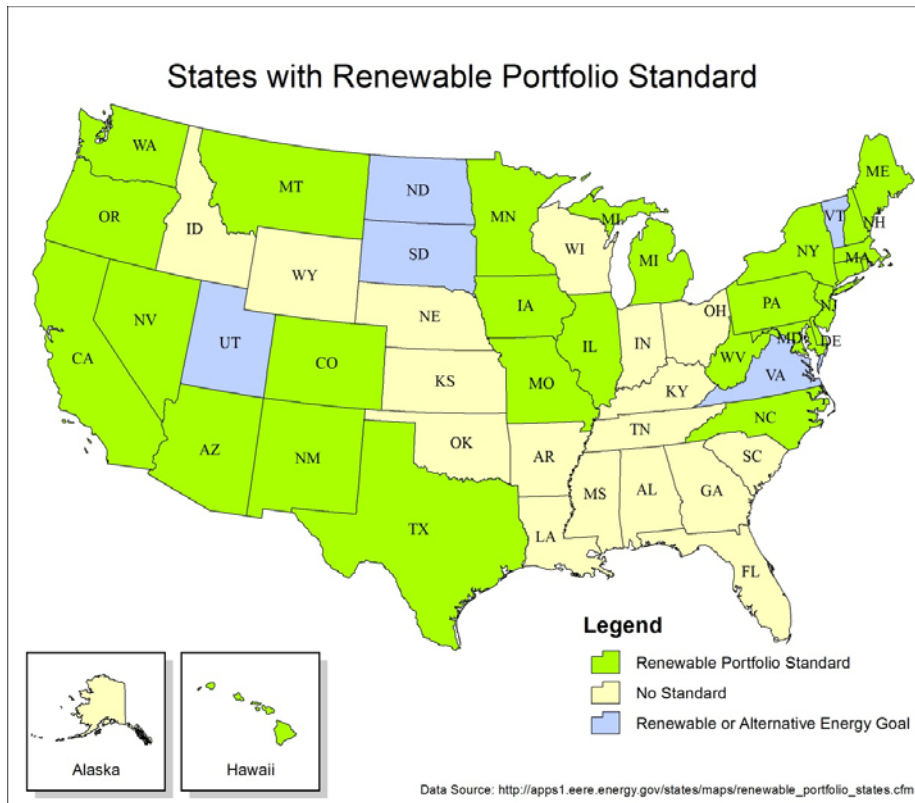 States with Renewable Portfolio Standard
WA
MT
ND
MN
ME
OR
ID
SD
WI
MI
VT
NH
WY
MI
NY
MA
NV
UT
NE
IA
PA
NJ
CA
CO
IL
IN
OH
MD
DE
KS
MO
WV
VA
KY
AZ
NM
OK
AR
TN
NC
TX
LA
MS
AL
GA
SC
FL
Legend
Renewable Portfolio Standard
No Standard
Renewable or Alternative Energy Goal
Alaska
Hawaii
Data Source: http://apps1.eere.energy.gov/states/maps/renewable_portfolio_states.cfm